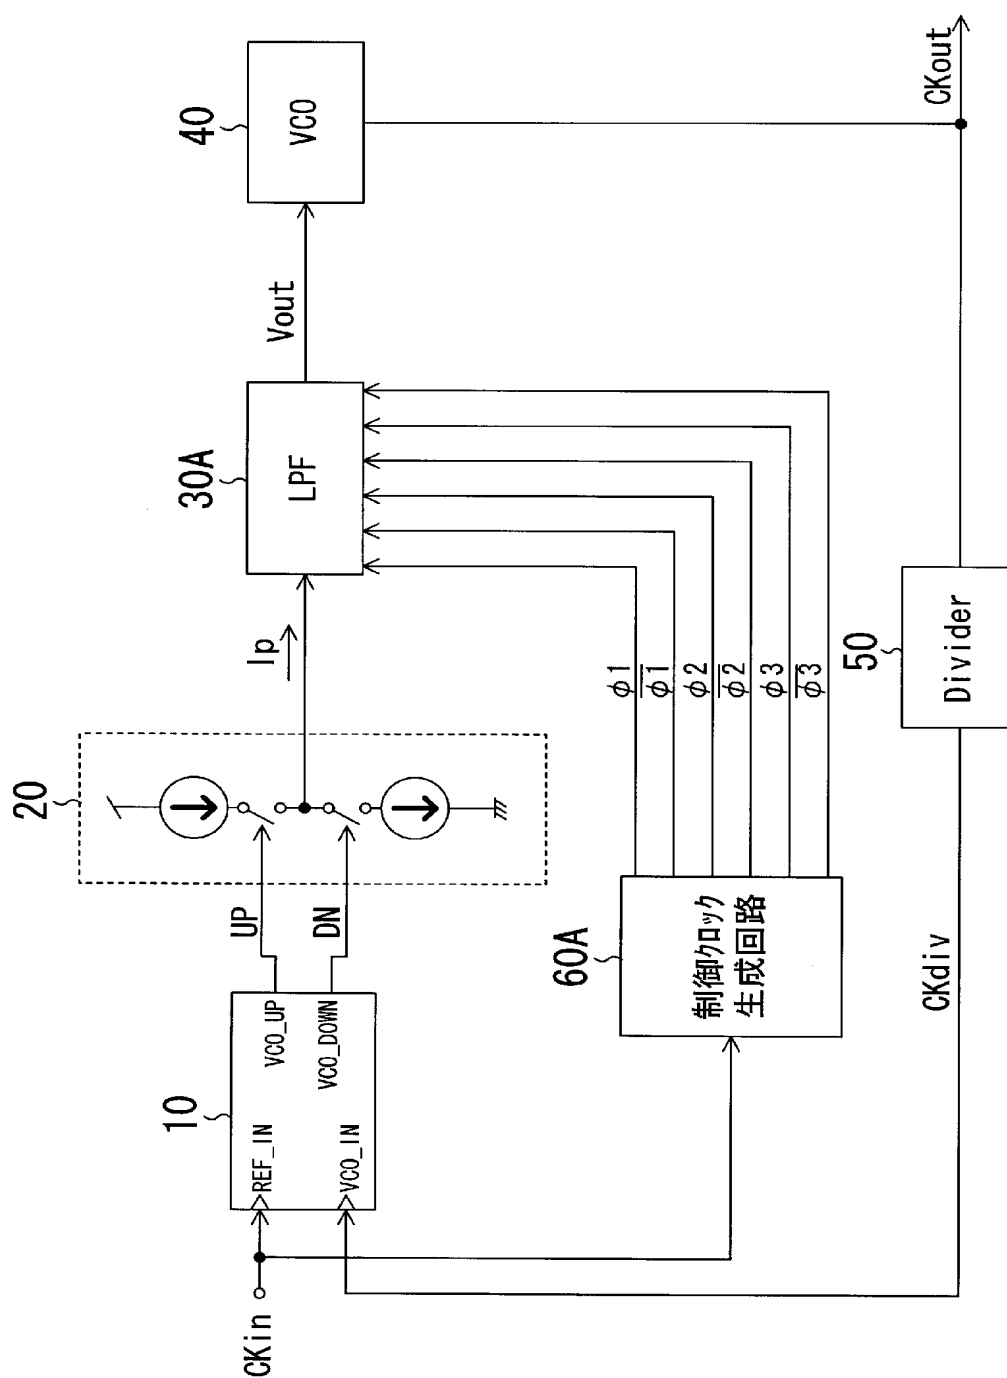 CKin
10
REF_IN
VCO_IN
VCO_UP
VCO_DOWN
UP
DN
20
Ip
30A
LPF
Vout
40
VCO
CKout
60A
制御クロック
生成回路
φ1
φ1̅
φ2
φ2̅
φ3
φ3̅
50
Divider
CKdiv